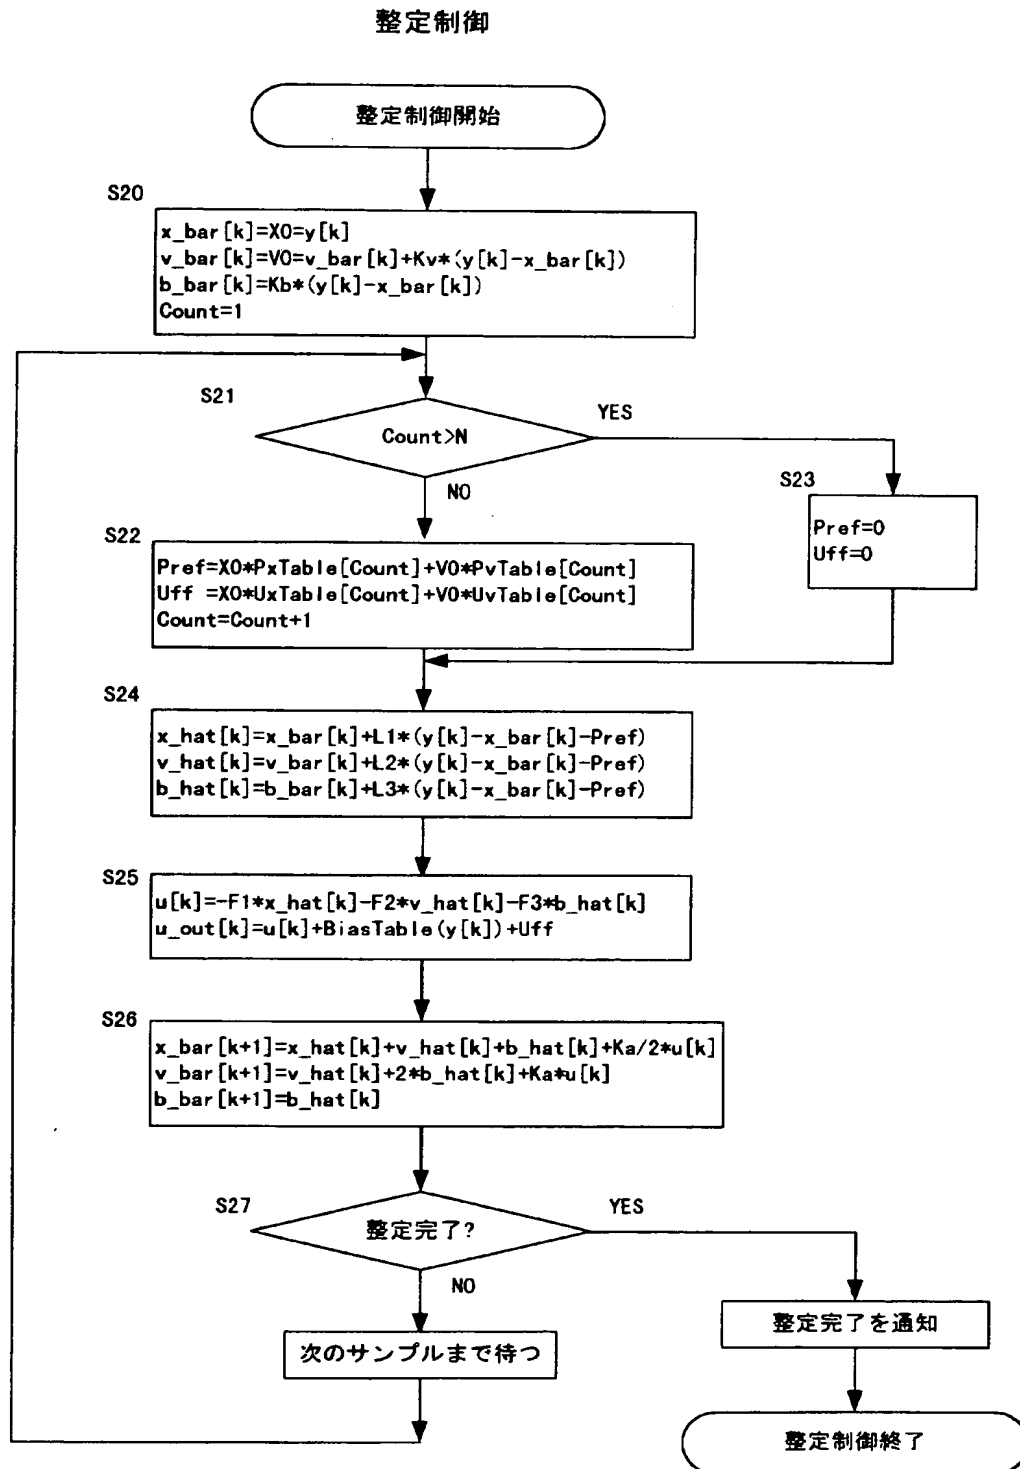 整定制御
整定制御開始
S20
x_bar[k]=X0=y[k]
v_bar[k]=V0=v_bar[k]+Kv*(y[k]-x_bar[k])
b_bar[k]=Kb*(y[k]-x_bar[k])
Count=1
S21
Count>N
YES
NO
S23
Pref=0
Uff=0
S22
Pref=X0*PxTable[Count]+V0*PvTable[Count]
Uff =X0*UxTable[Count]+V0*UvTable[Count]
Count=Count+1
S24
x_hat[k]=x_bar[k]+L1*(y[k]-x_bar[k]-Pref)
v_hat[k]=v_bar[k]+L2*(y[k]-x_bar[k]-Pref)
b_hat[k]=b_bar[k]+L3*(y[k]-x_bar[k]-Pref)
S25
u[k]=-F1*x_hat[k]-F2*v_hat[k]-F3*b_hat[k]
u_out[k]=u[k]+BiasTable(y[k])+Uff
S26
x_bar[k+1]=x_hat[k]+v_hat[k]+b_hat[k]+Ka/2*u[k]
v_bar[k+1]=v_hat[k]+2*b_hat[k]+Ka*u[k]
b_bar[k+1]=b_hat[k]
S27
整定完了?
YES
NO
整定完了を通知
次のサンプルまで待つ
整定制御終了